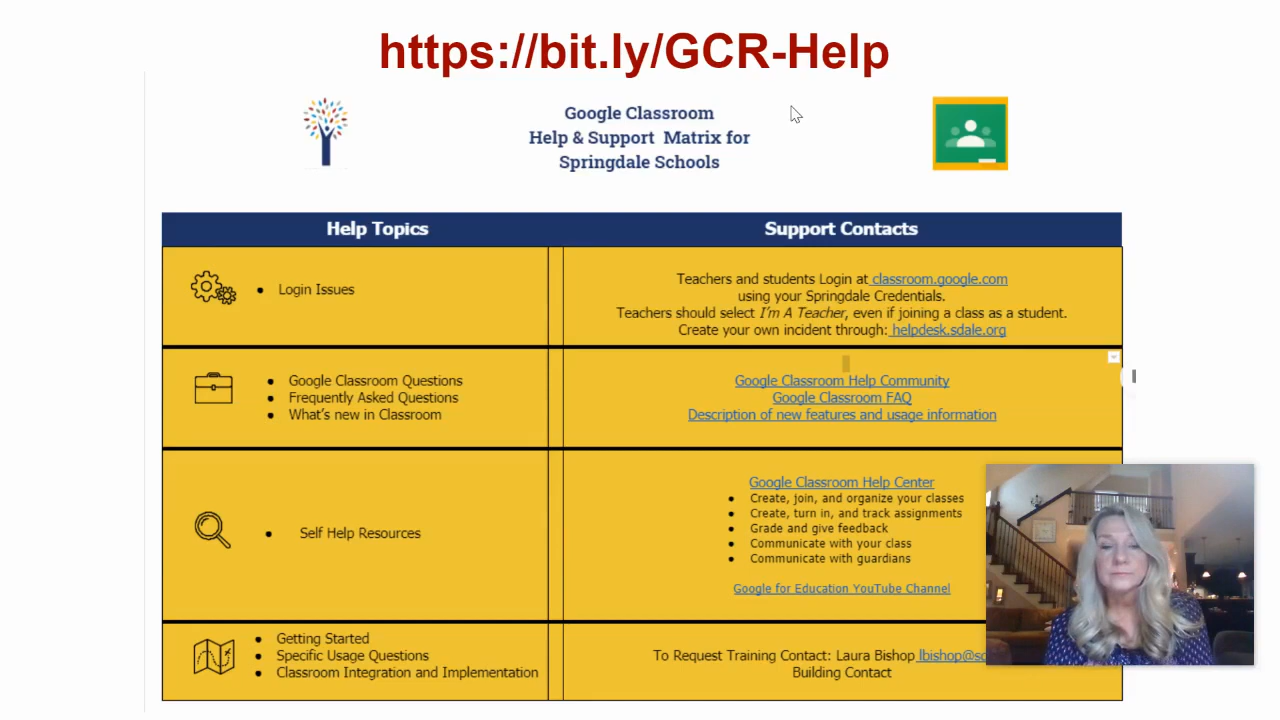 https://bit.ly/GCR-Help
Google Classroom
Help & Support Matrix for
Springdale Schools
Help Topics
Support Contacts
• Login Issues
Teachers and students Login at classroom.google.com
using your Springdale Credentials.
Teachers should select I'm A Teacher, even if joining a class as a student.
Create your own incident through: helpdesk.sdale.org
• Google Classroom Questions
• Frequently Asked Questions
• What's new in Classroom
Google Classroom Help Community
Google Classroom FAQ
Description of new features and usage information
• Self Help Resources
Google Classroom Help Center
• Create, join, and organize your classes
• Create, turn in, and track assignments
• Grade and give feedback
• Communicate with your class
• Communicate with guardians
Google for Education YouTube Channel
• Getting Started
• Specific Usage Questions
• Classroom Integration and Implementation
To Request Training Contact: Laura Bishop
Building Contact